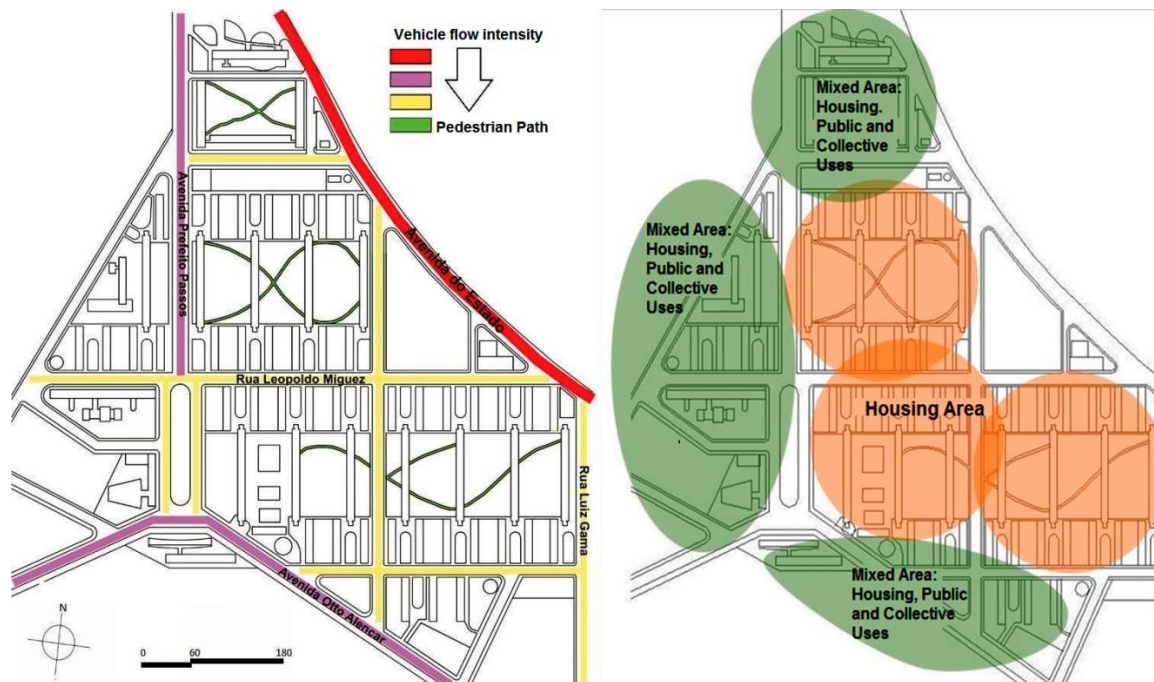 Vehicle flow intensity
Pedestrian Path
Avenida Prefeito Passos
Avenida do Estado
Rua Leopoldo Miguez
Rua Luiz Gama
Avenida Otto Alencar
N
0 60 180
Mixed Area:
Housing.
Public and
Collective
Uses
Mixed Area:
Housing,
Public and
Collective
Uses
Housing Area
Mixed Area:
Housing, Public
and Collective
Uses